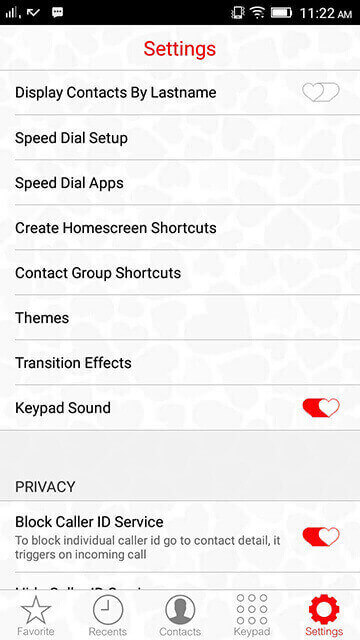 11:22 AM
Settings
Display Contacts By Lastname
Speed Dial Setup
Speed Dial Apps
Create Homescreen Shortcuts
Contact Group Shortcuts
Themes
Transition Effects
Keypad Sound
PRIVACY
Block Caller ID Service
To block individual caller id go to contact detail, it
triggers on incoming call
Favorite Recents Contacts Keypad Settings